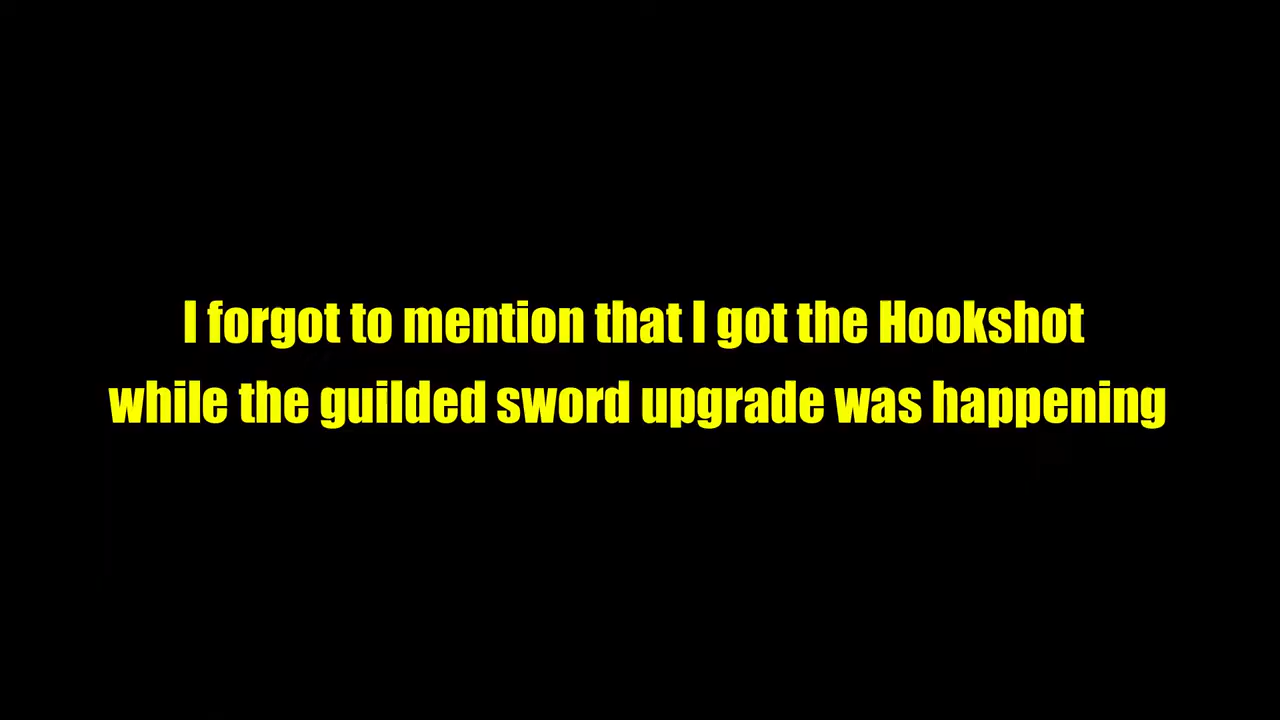 I forgot to mention that I got the Hookshot
while the guilded sword upgrade was happening